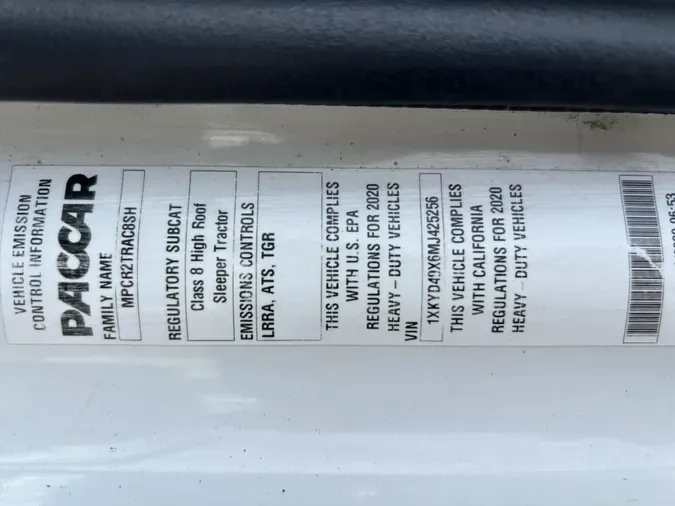 VEHICLE EMISSION
CONTROL INFORMATION
PACCAR
FAMILY NAME
MPCR2TRAC8SH
REGULATORY SUBCAT
Class 8 High Roof
Sleeper Tractor
EMISSIONS CONTROLS
LRRA, ATS, TGR
THIS VEHICLE COMPLIES
WITH U.S. EPA
REGULATIONS FOR 2020
HEAVY - DUTY VEHICLES
VIN
1XKYD49X6MJ425256
THIS VEHICLE COMPLIES
WITH CALIFORNIA
REGULATIONS FOR 2020
HEAVY - DUTY VEHICLES